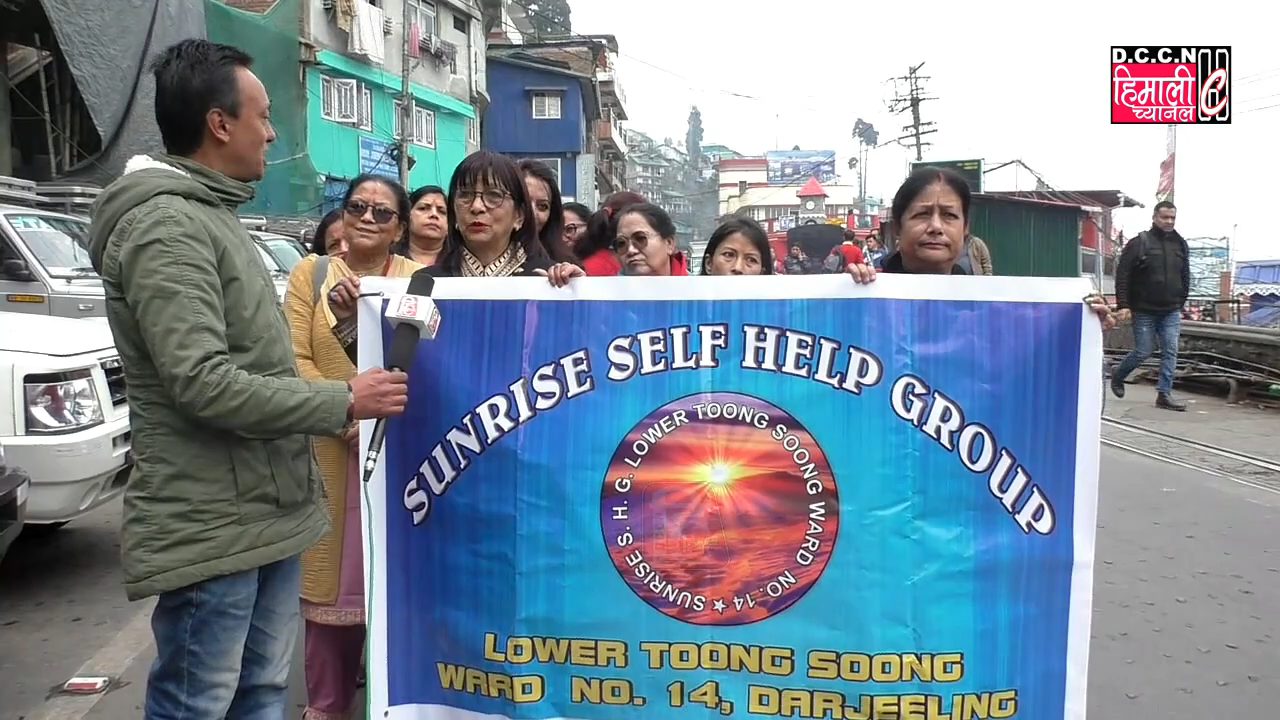 D.C.C.N
हिमाली
च्यानल
SUNRISE SELF HELP GROUP
SUNRISE S. H. G. LOWER TOONG SOONG WARD NO. 14
LOWER TOONG SOONG
WARD NO. 14, DARJEELING